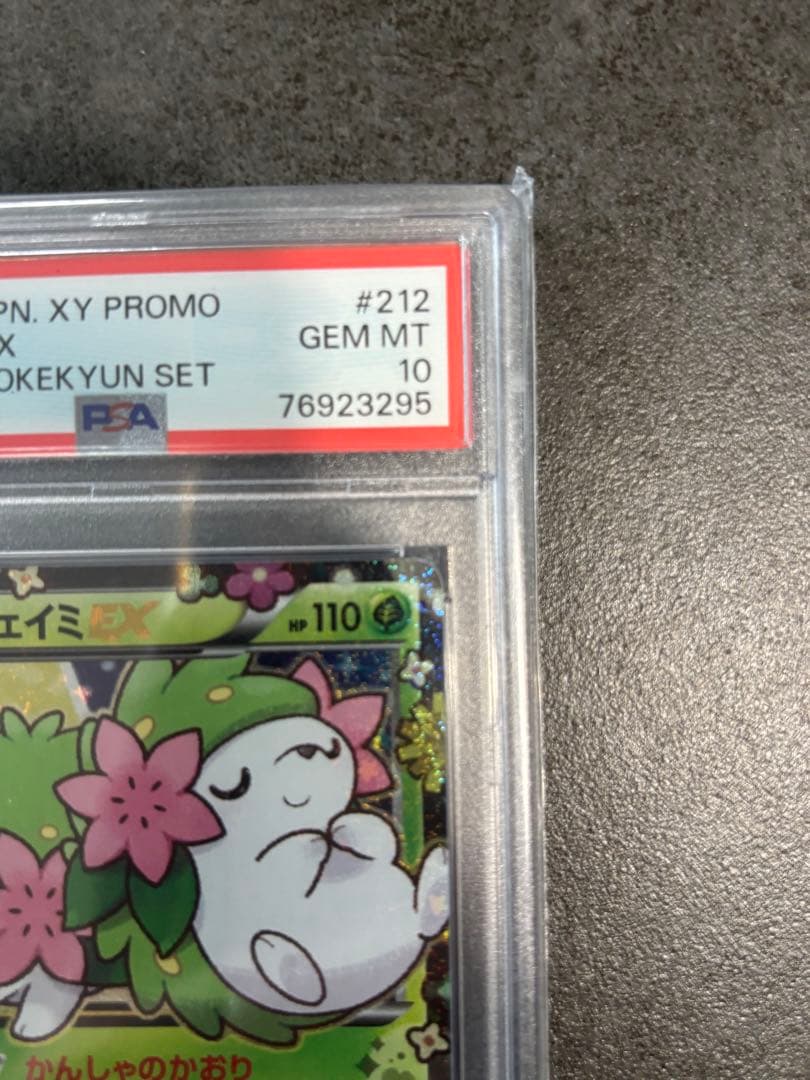 PN. XY PROMO #212
X GEM MT
OKEKYUN SET 10
PSA 76923295
ェイミEX HP 110
かんしゃのかおり